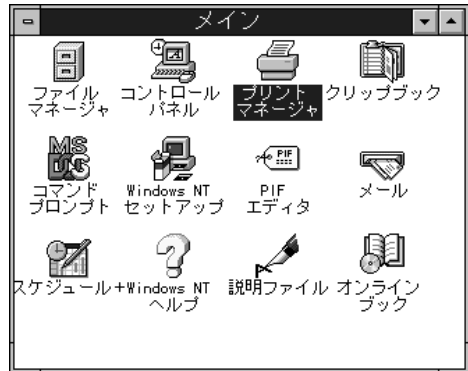 メイン
ファイル
マネージャ
コントロール
パネル
プリント
マネージャ
クリップブック
MS
DOS
コマンド
プロンプト
Windows NT
セットアップ
PIF
PIF
エディタ
メール
スケジュール+
Windows NT
ヘルプ
説明ファイル
オンライン
ブック